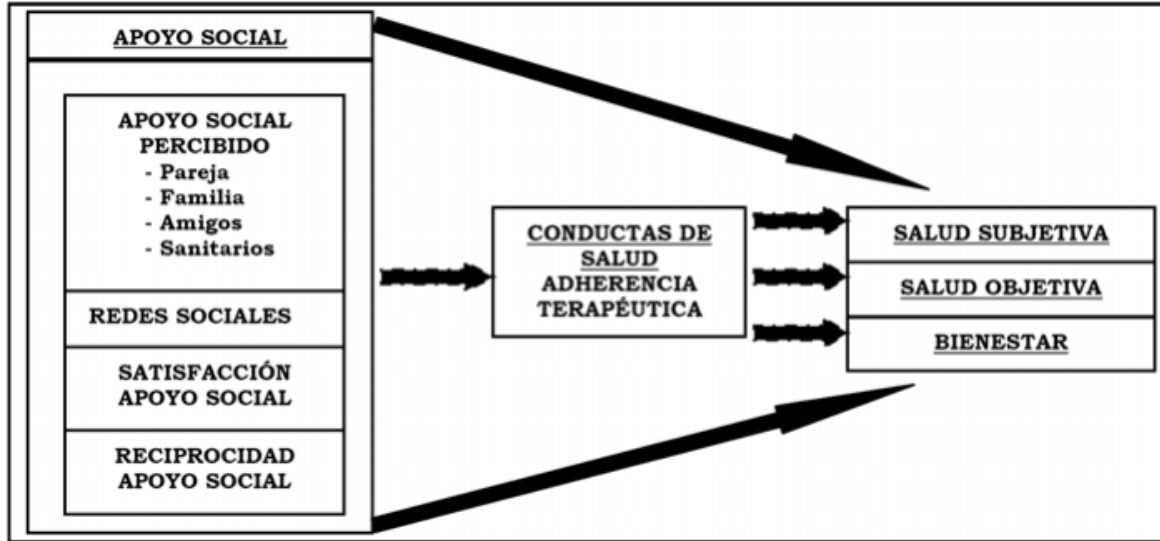 APOYO SOCIAL
APOYO SOCIAL
PERCIBIDO
- Pareja
- Familia
- Amigos
- Sanitarios
REDES SOCIALES
SATISFACCIÓN
APOYO SOCIAL
RECIPROCIDAD
APOYO SOCIAL
CONDUCTAS DE
SALUD
ADHERENCIA
TERAPÉUTICA
SALUD SUBJETIVA
SALUD OBJETIVA
BIENESTAR